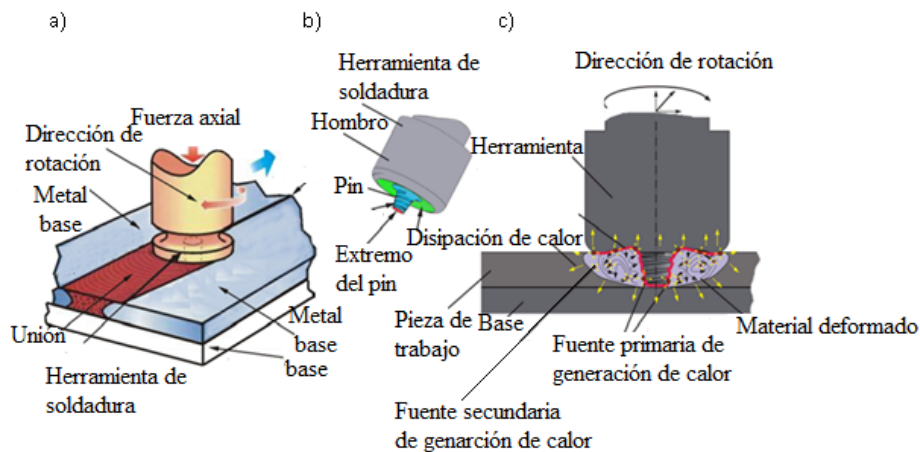 a)
Fuerza axial
Dirección de
rotación
Metal
base
Unión
Herramienta de
soldadura
Metal
base
base
b)
Herramienta de
soldadura
Hombro
Pin
Extremo
del pin
c)
Dirección de rotación
Herramienta
Disipación de calor
Pieza de
trabajo
Base
Fuente primaria de
generación de calor
Material deformado
Fuente secundaria
de genarción de calor